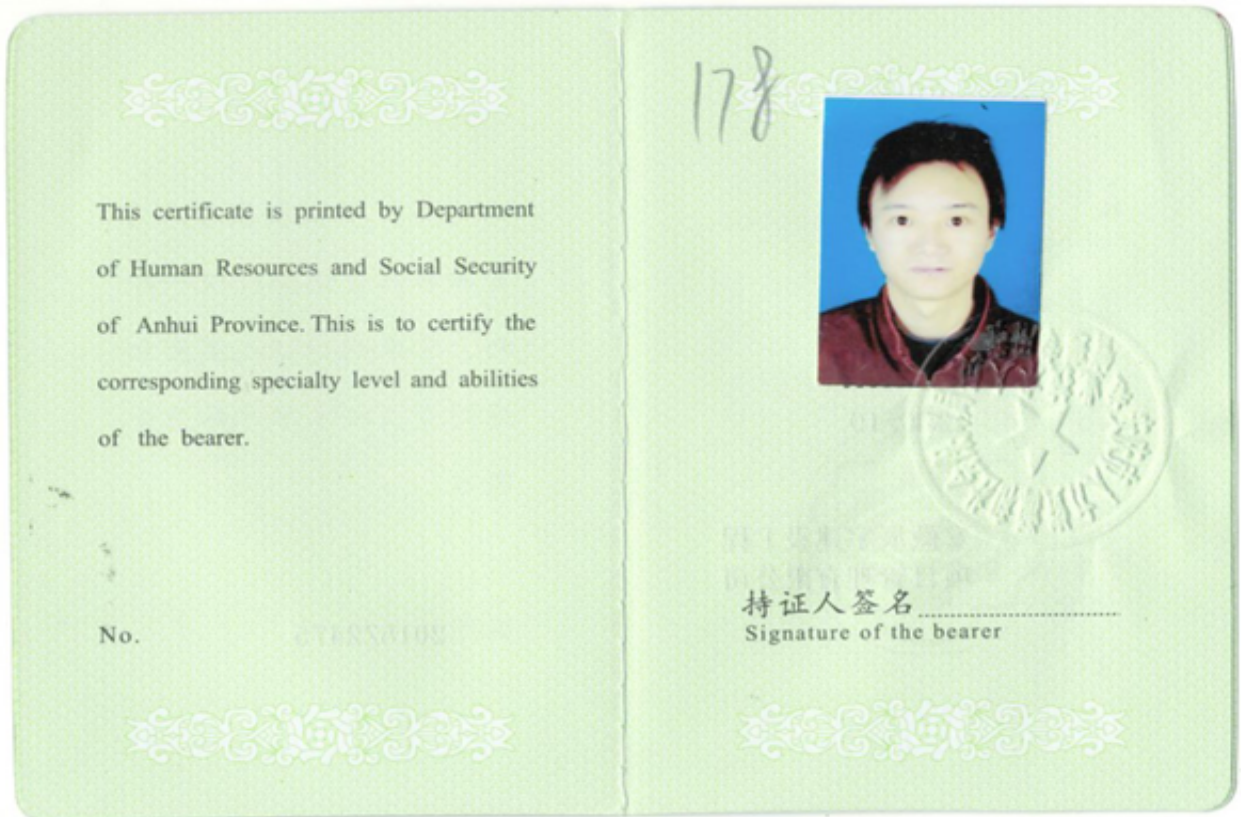 This certificate is printed by Department
of Human Resources and Social Security
of Anhui Province. This is to certify the
corresponding specialty level and abilities
of the bearer.
No.
178
持证人签名
Signature of the bearer